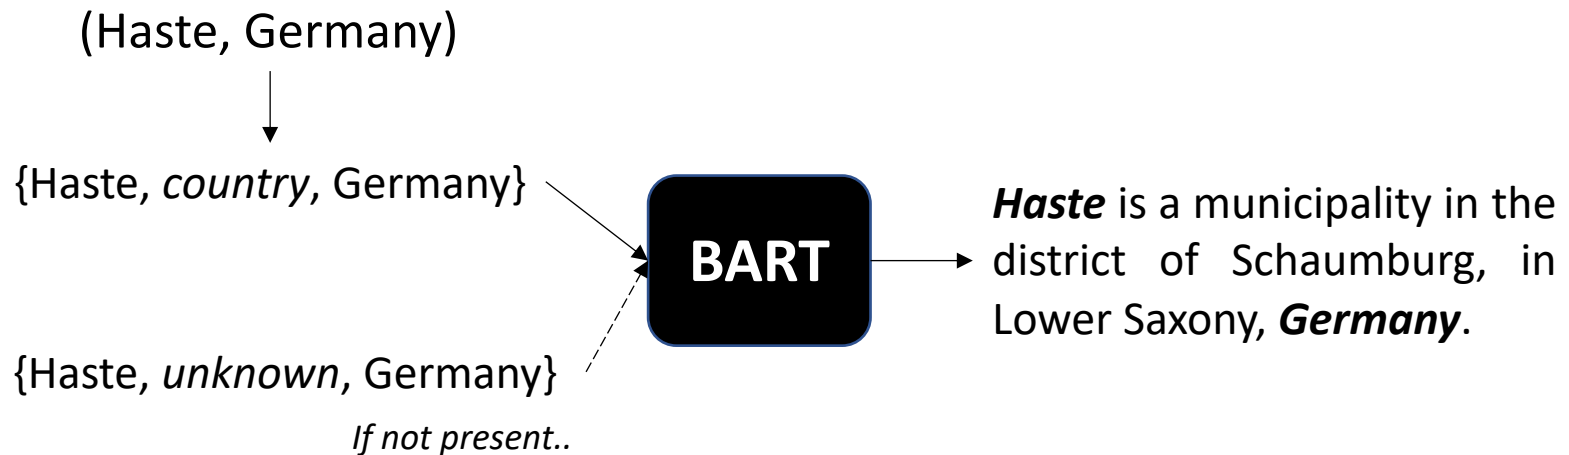 (Haste, Germany)
{Haste, country, Germany}
BART
Haste is a municipality in the
district of Schaumburg, in
Lower Saxony, Germany.
{Haste, unknown, Germany}
If not present..